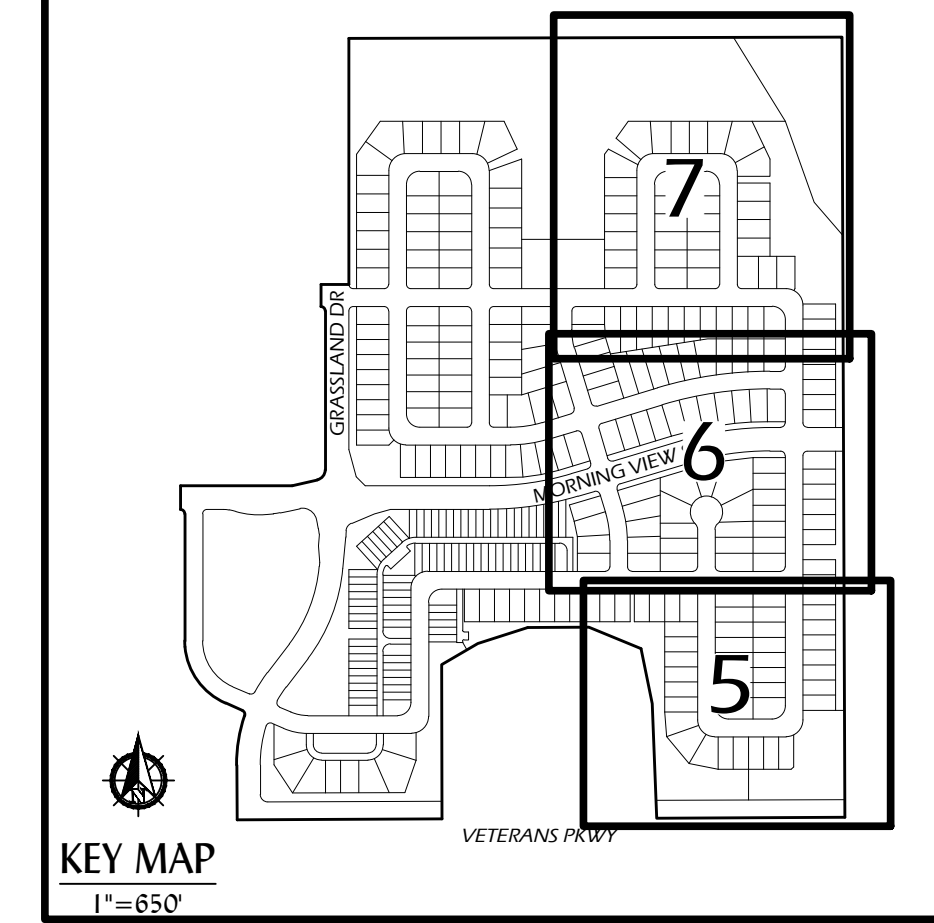 7
GRASSLAND DR
6
MORNING VIEW
5
N
VETERANS PKWY
KEY MAP
1"=650'